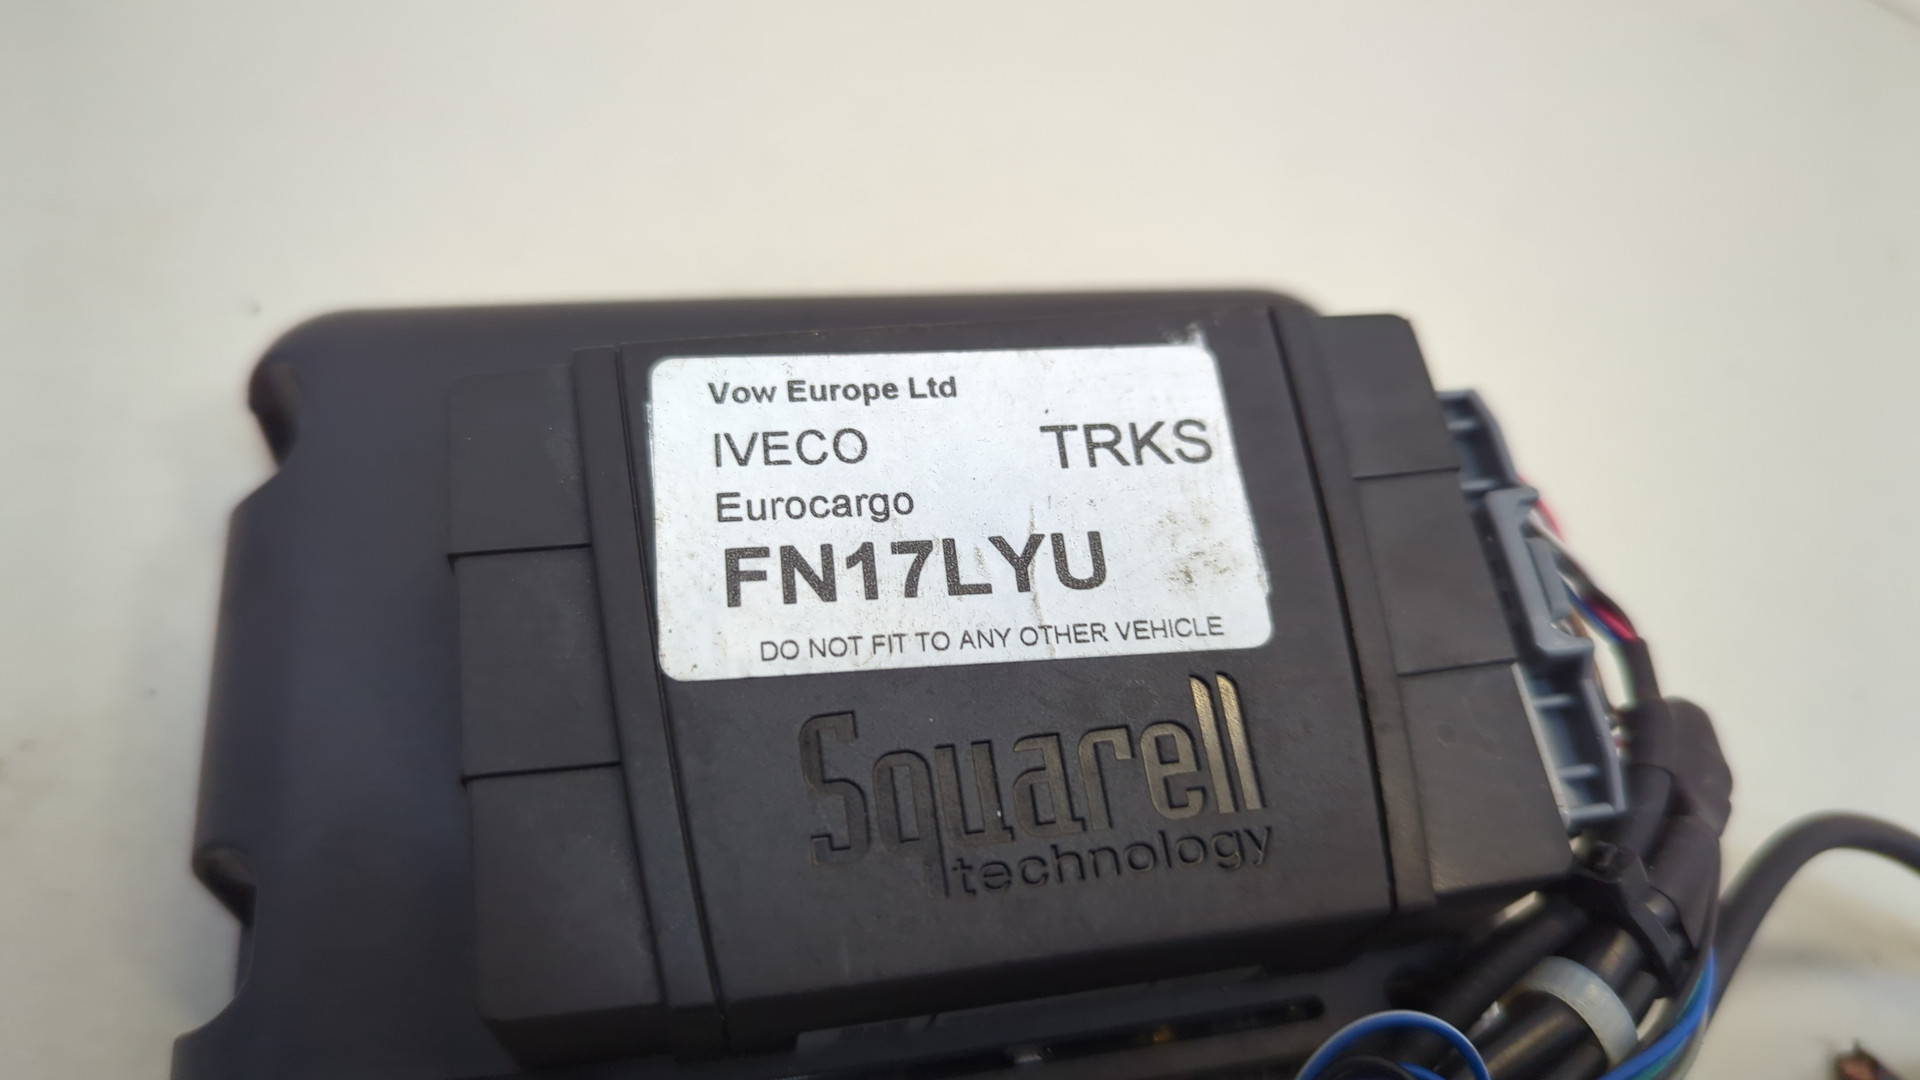 Vow Europe Ltd
IVECO TRKS
Eurocargo
FN17LYU
DO NOT FIT TO ANY OTHER VEHICLE
Squarell
technology